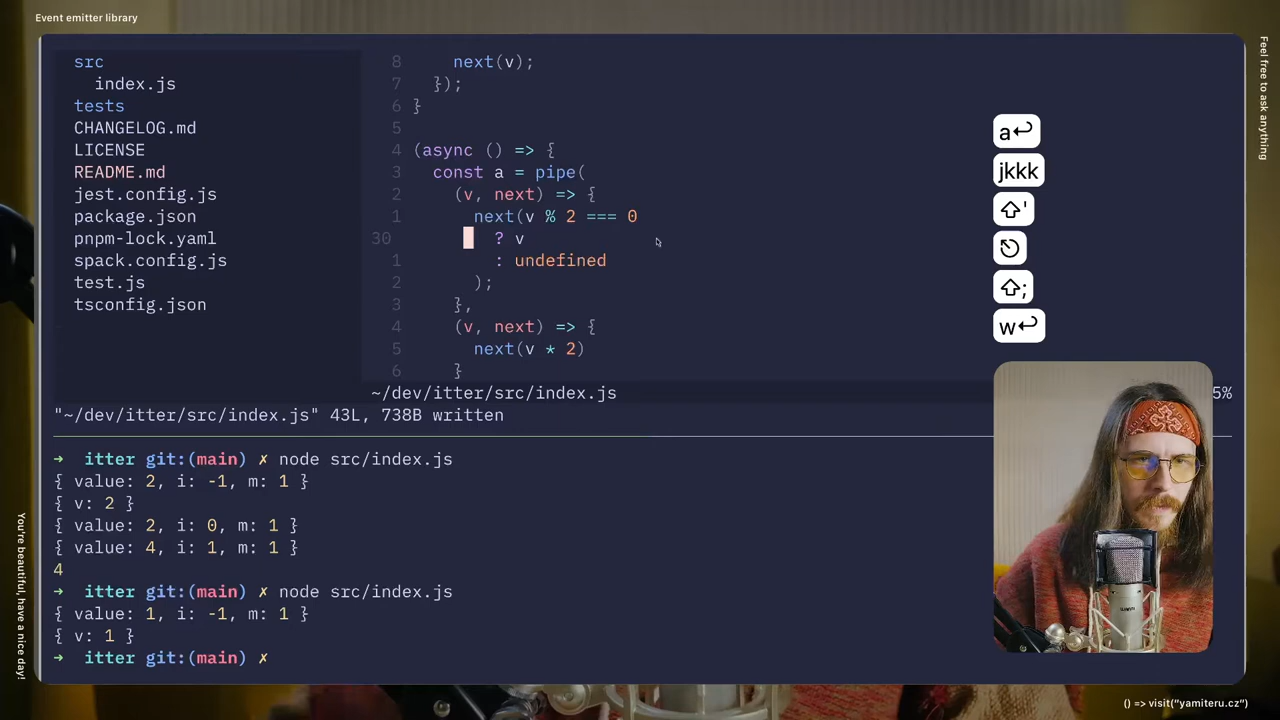 Event emitter library
Feel free to ask anything
src
index.js
tests
CHANGELOG.md
LICENSE
README.md
jest.config.js
package.json
pnpm-lock.yaml
spack.config.js
test.js
tsconfig.json
8 next(v);
7 });
6 }
5
4 (async () => {
3 const a = pipe(
2 (v, next) => {
1 next(v % 2 === 0
30 ? v
1 : undefined
2 );
3 },
4 (v, next) => {
5 next(v * 2)
6 }
~/dev/itter/src/index.js
5%
"~/dev/itter/src/index.js" 43L, 738B written
a↩
jkkk
⇧'
⎋
⇧;
w↩
➜ itter git:(main) ✗ node src/index.js
{ value: 2, i: -1, m: 1 }
{ v: 2 }
{ value: 2, i: 0, m: 1 }
{ value: 4, i: 1, m: 1 }
4
➜ itter git:(main) ✗ node src/index.js
{ value: 1, i: -1, m: 1 }
{ v: 1 }
➜ itter git:(main) ✗
You're beautiful, have a nice day!
() => visit("yamiteru.cz")